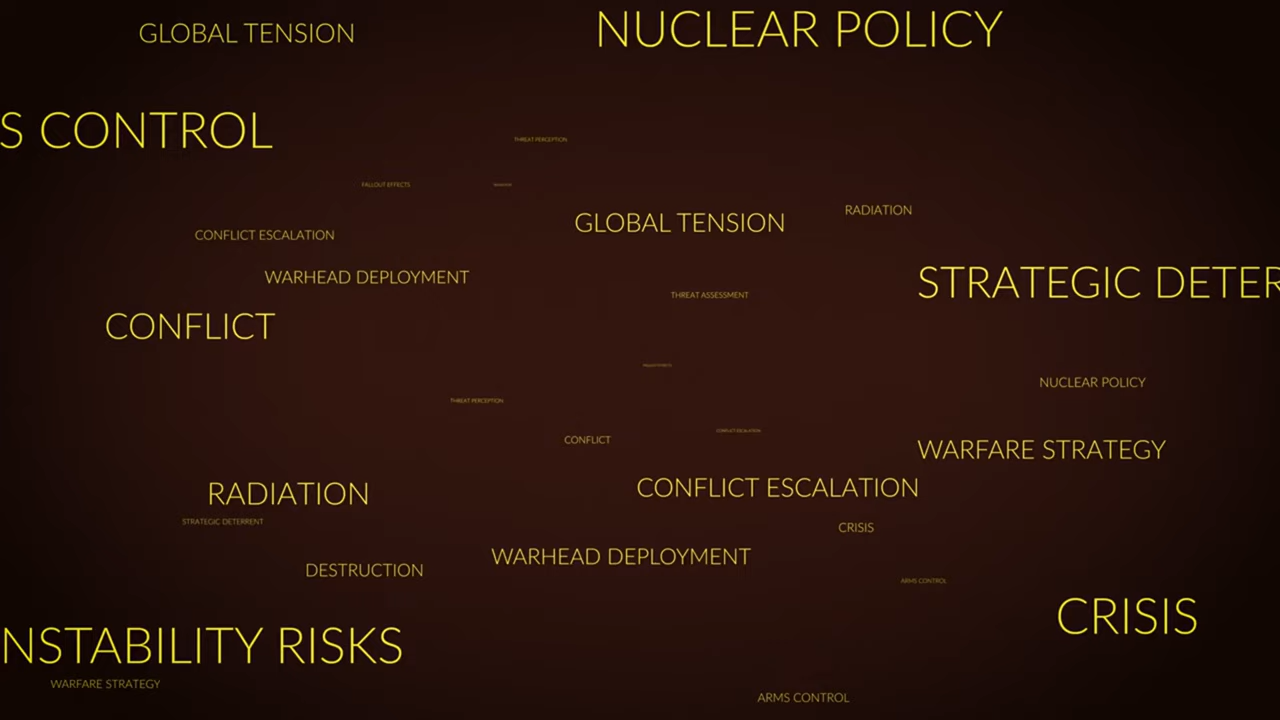 NUCLEAR POLICY
GLOBAL TENSION
S CONTROL
THREAT PERCEPTION
FALLOUT EFFECTS
RADIATION
GLOBAL TENSION
CONFLICT ESCALATION
WARHEAD DEPLOYMENT
STRATEGIC DETER
THREAT ASSESSMENT
CONFLICT
NUCLEAR POLICY
THREAT PERCEPTION
CONFLICT ESCALATION
CONFLICT
WARFARE STRATEGY
CONFLICT ESCALATION
RADIATION
STRATEGIC DETERRENT
CRISIS
WARHEAD DEPLOYMENT
DESTRUCTION
ARMS CONTROL
CRISIS
NSTABILITY RISKS
WARFARE STRATEGY
ARMS CONTROL